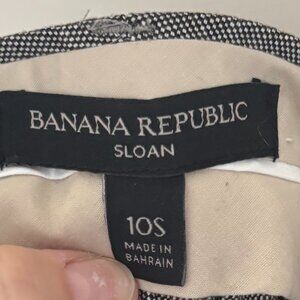 BANANA REPUBLIC
SLOAN
10S
MADE IN
BAHRAIN